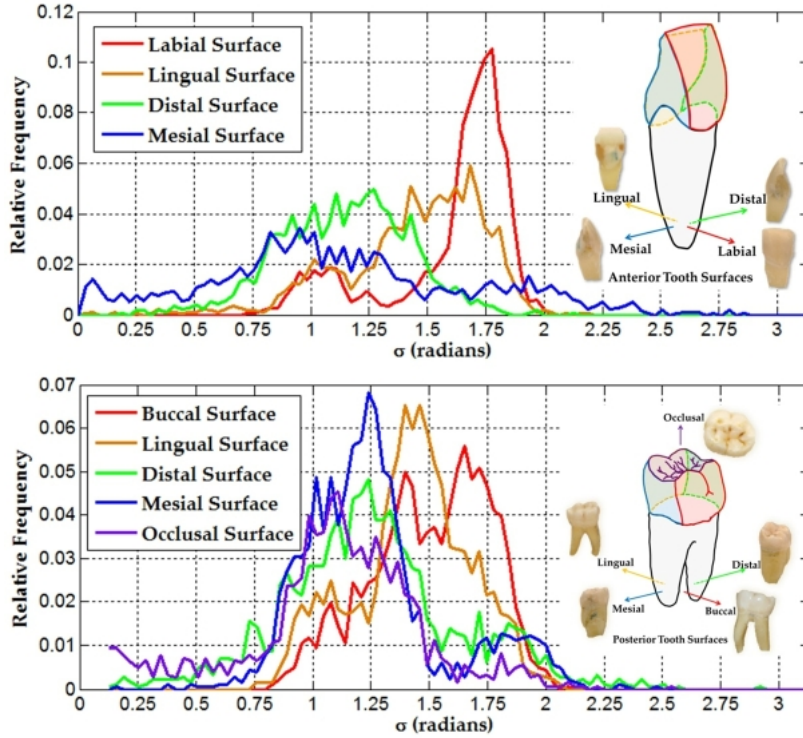 0.12
0.1
0.08
0.06
0.04
0.02
0
Relative Frequency
Labial Surface
Lingual Surface
Distal Surface
Mesial Surface
Lingual
Distal
Mesial
Labial
Anterior Tooth Surfaces
0 0.25 0.5 0.75 1 1.25 1.5 1.75 2 2.25 2.5 2.75 3
σ (radians)
0.07
0.06
0.05
0.04
0.03
0.02
0.01
0
Relative Frequency
Buccal Surface
Lingual Surface
Distal Surface
Mesial Surface
Occlusal Surface
Occlusal
Lingual
Distal
Mesial
Buccal
Posterior Tooth Surfaces
0 0.25 0.5 0.75 1 1.25 1.5 1.75 2 2.25 2.5 2.75 3
σ (radians)